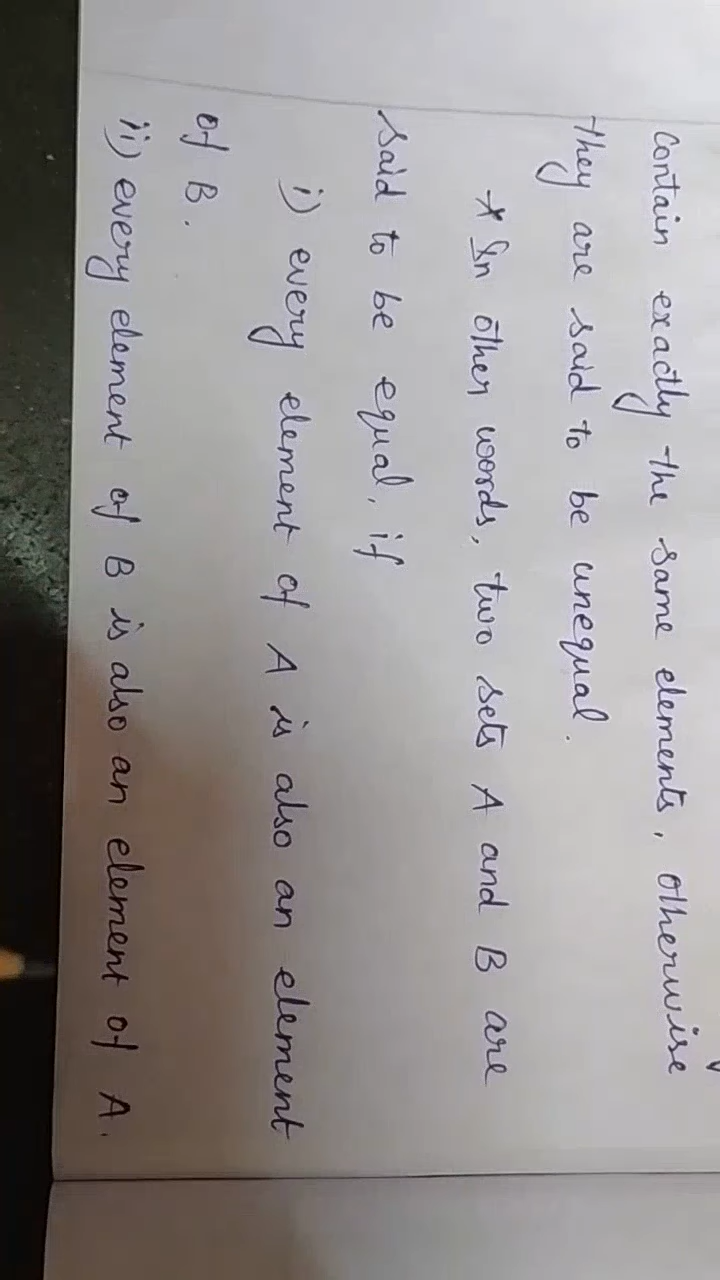 contain exactly the same elements, otherwise
they are said to be unequal.
* In other words, two sets A and B are
said to be equal, if
i) every element of A is also an element
of B.
ii) every element of B is also an element of A.